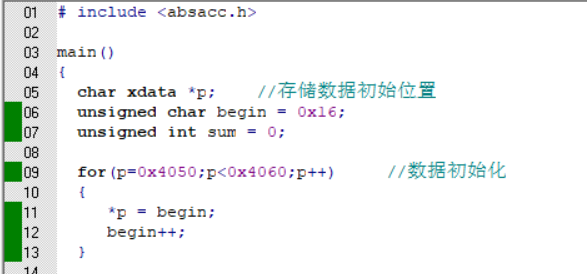 01 # include <absacc.h>
02
03 main()
04 {
05 char xdata *p; //存储数据初始位置
06 unsigned char begin = 0x16;
07 unsigned int sum = 0;
08
09 for(p=0x4050;p<0x4060;p++) //数据初始化
10 {
11 *p = begin;
12 begin++;
13 }
14